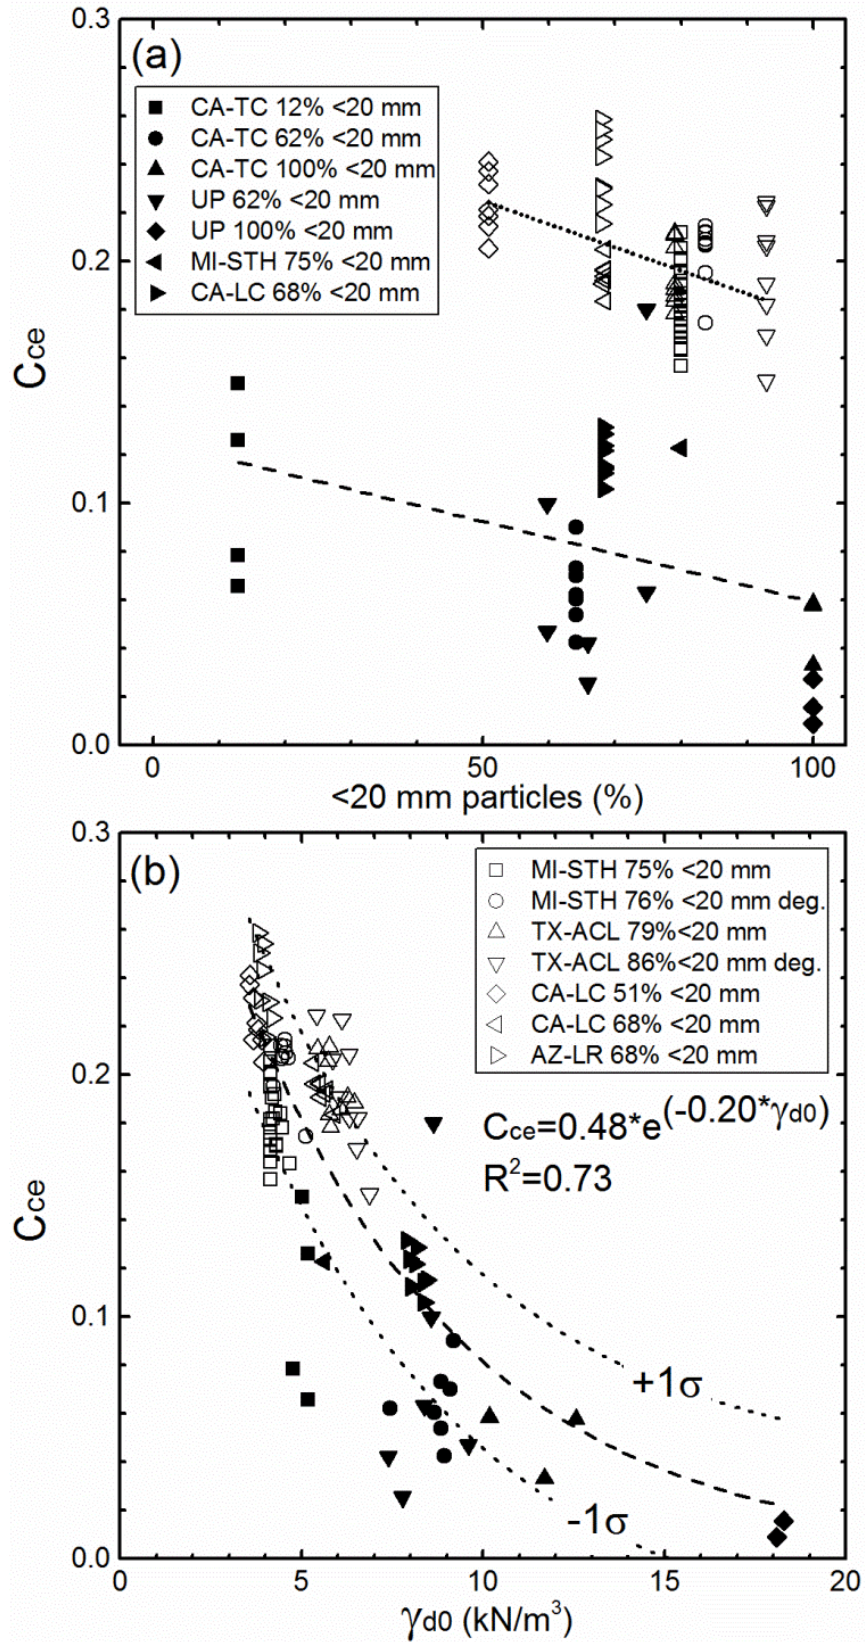 (a)
CA-TC 12% <20 mm
CA-TC 62% <20 mm
CA-TC 100% <20 mm
UP 62% <20 mm
UP 100% <20 mm
MI-STH 75% <20 mm
CA-LC 68% <20 mm
0.3
0.2
0.1
0.0
Cce
0 50 100
<20 mm particles (%)
(b)
MI-STH 75% <20 mm
MI-STH 76% <20 mm deg.
TX-ACL 79%<20 mm
TX-ACL 86%<20 mm deg.
CA-LC 51% <20 mm
CA-LC 68% <20 mm
AZ-LR 68% <20 mm
Cce=0.48*e(-0.20*γd0)
R²=0.73
+1σ
-1σ
0.3
0.2
0.1
0.0
Cce
0 5 10 15 20
γd0 (kN/m³)